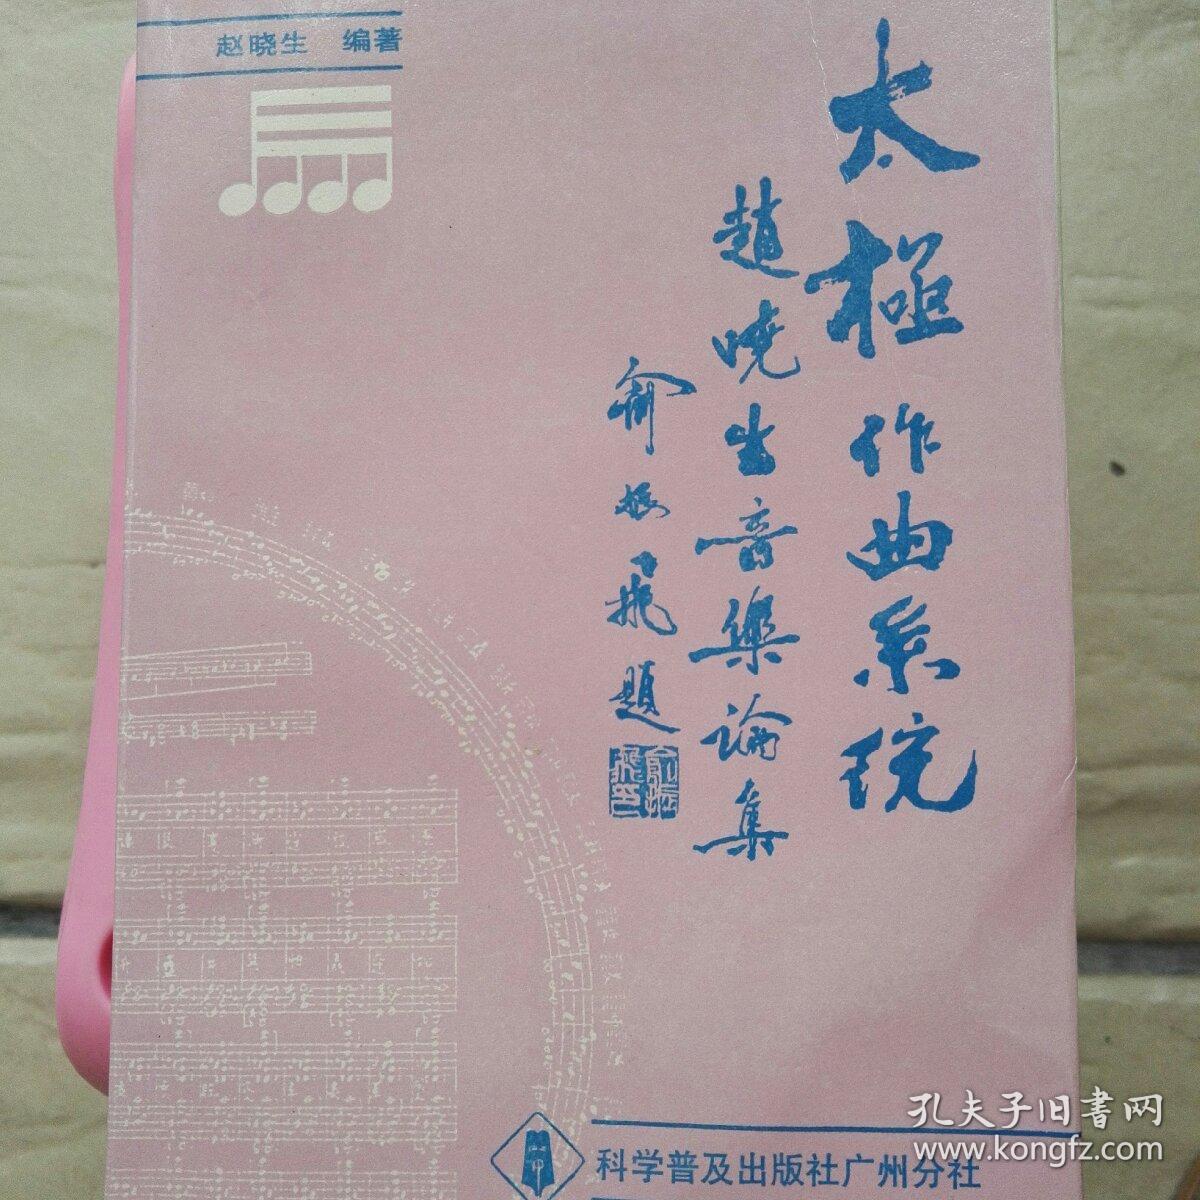 赵晓生 编著
太極作曲系统
趙曉生音樂論集
俞振飛題
科学普及出版社广州分社
孔夫子旧書网
www.kongfz.com